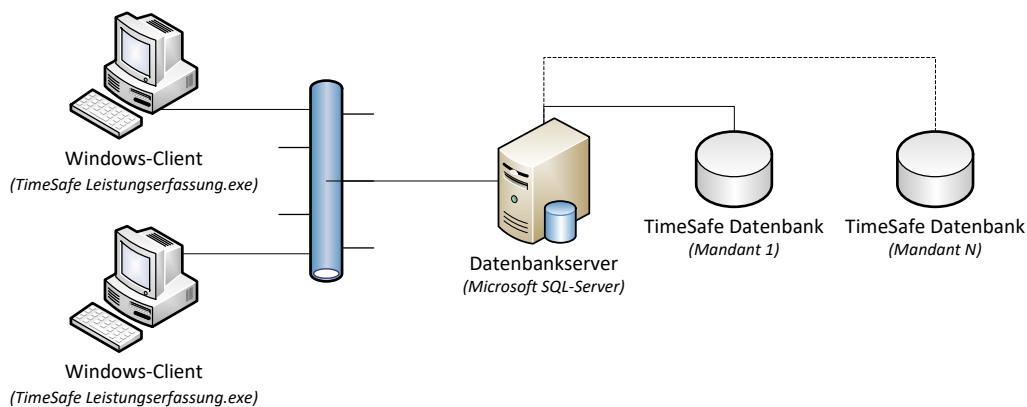 Windows-Client
(TimeSafe Leistungserfassung.exe)
Datenbankserver
(Microsoft SQL-Server)
TimeSafe Datenbank
(Mandant 1)
TimeSafe Datenbank
(Mandant N)
Windows-Client
(TimeSafe Leistungserfassung.exe)